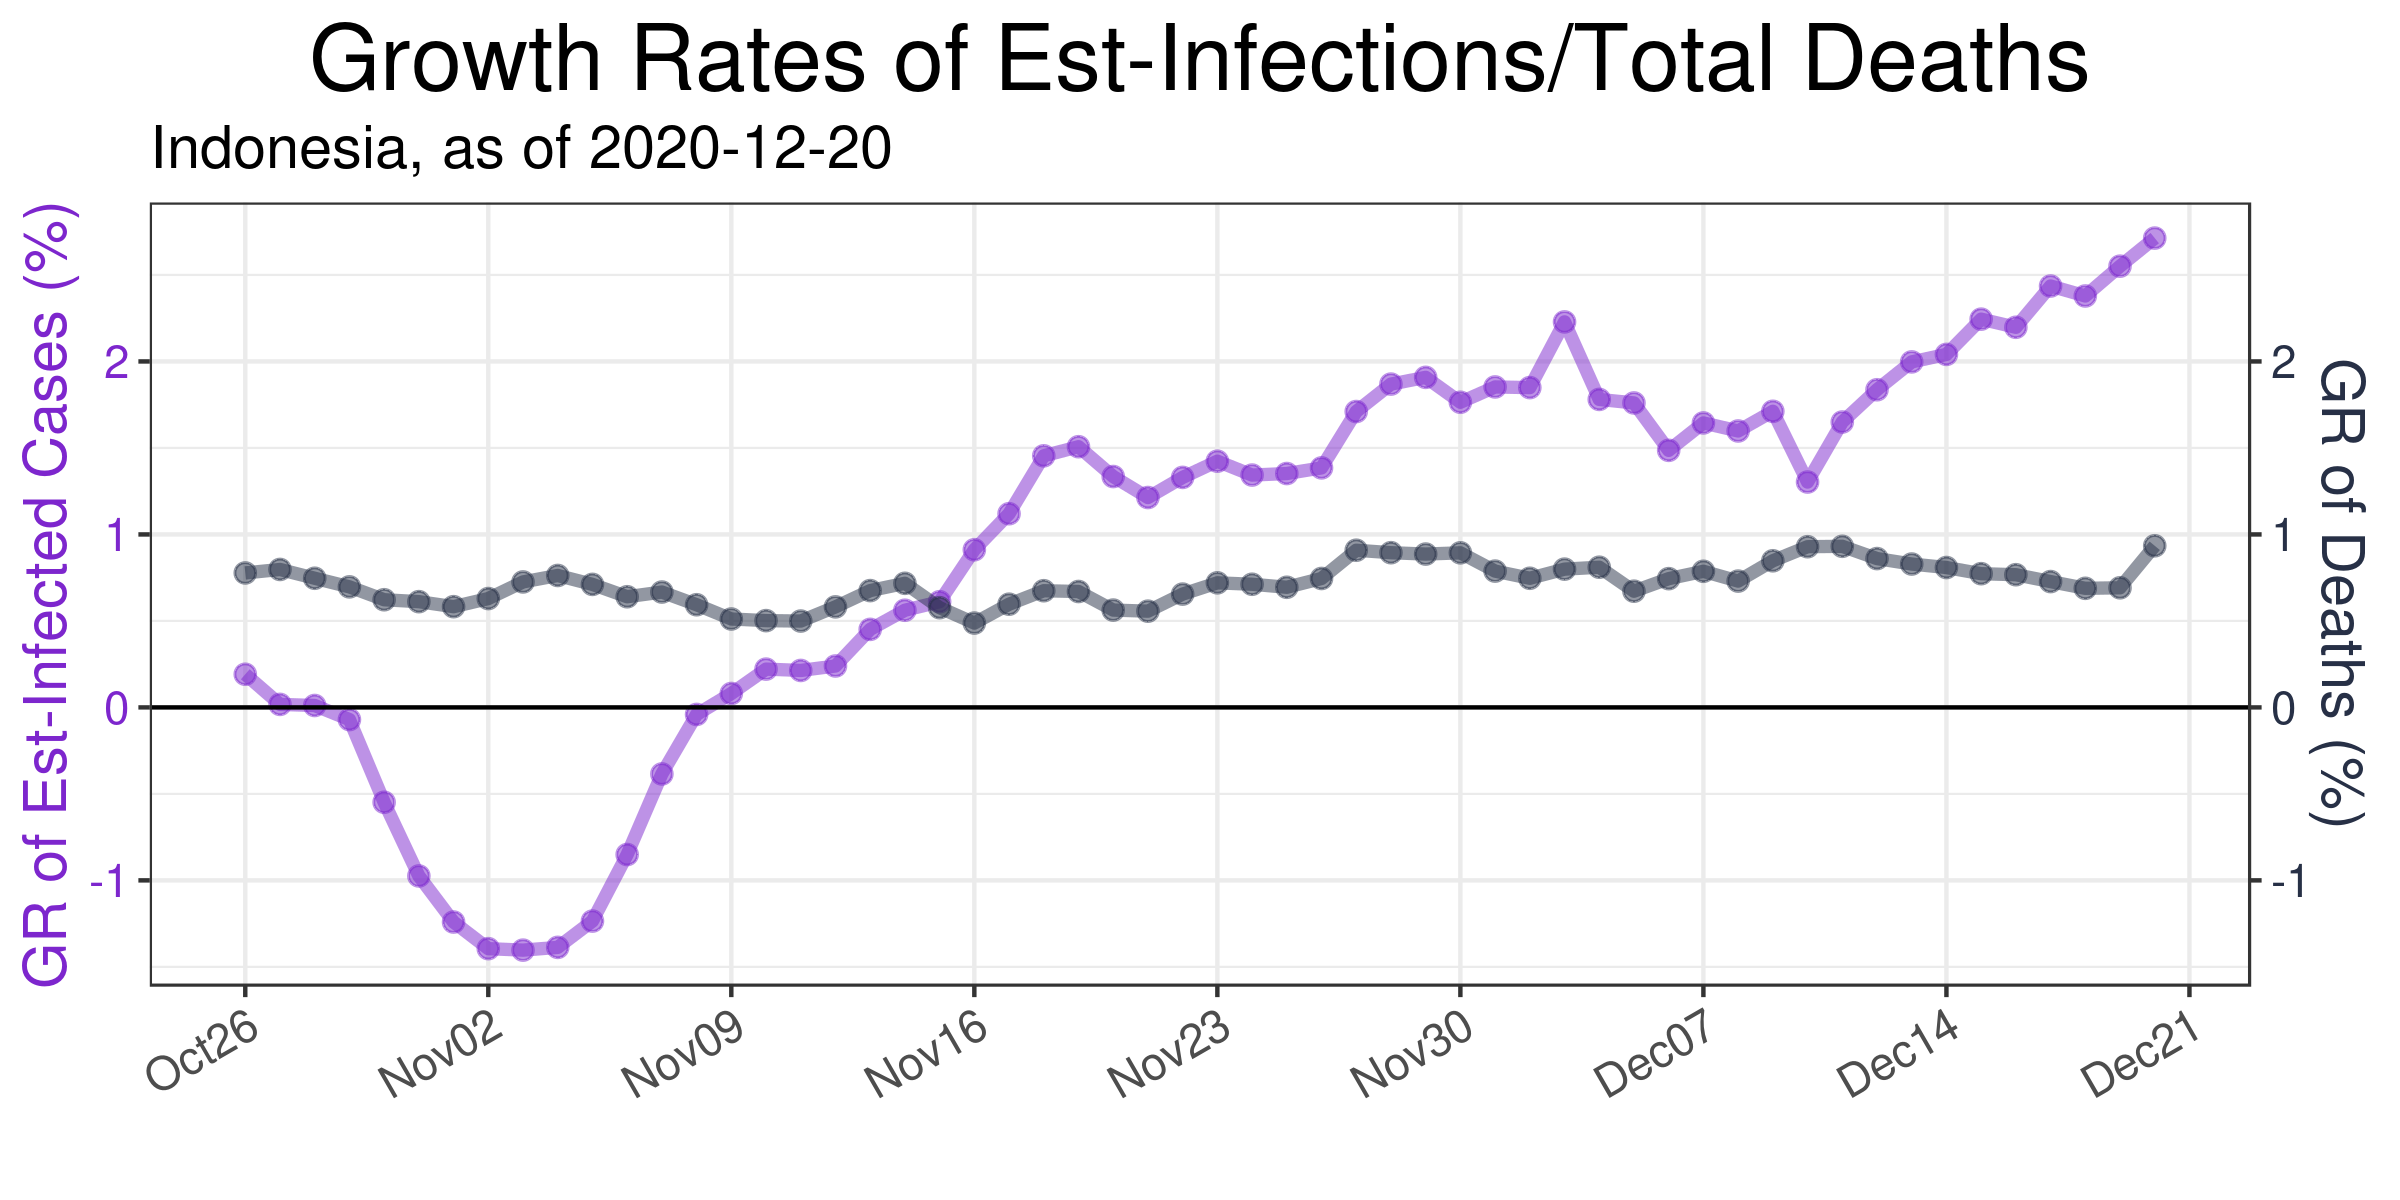 Growth Rates of Est-Infections/Total Deaths
Indonesia, as of 2020-12-20
GR of Est-Infected Cases (%)
2
1
0
-1
2
1
0
-1
GR of Deaths (%)
Oct26
Nov02
Nov09
Nov16
Nov23
Nov30
Dec07
Dec14
Dec21